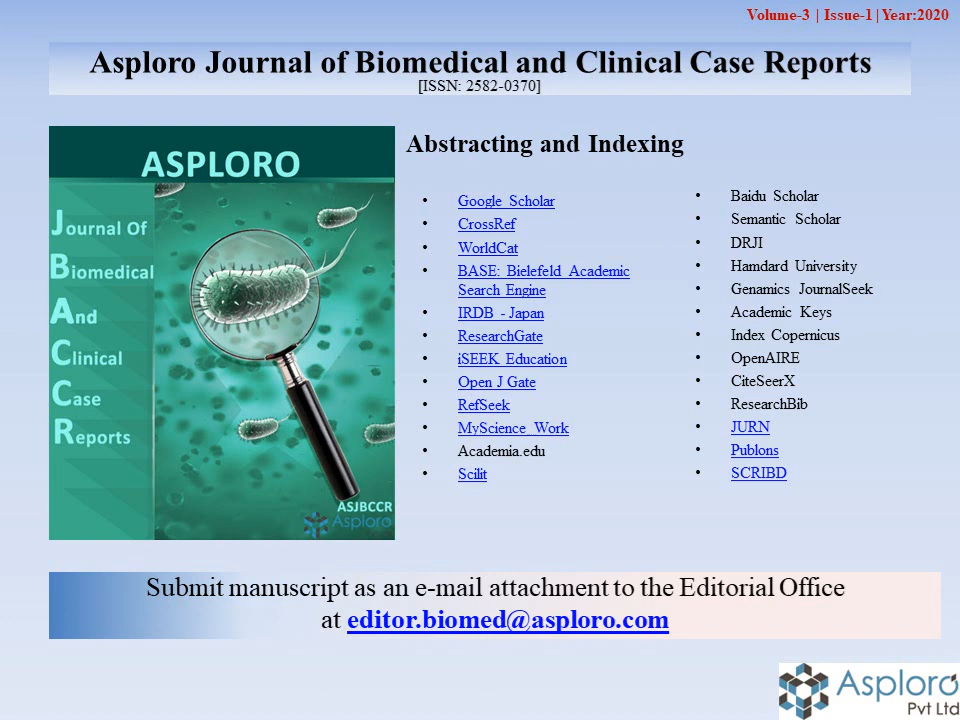 Volume-3 | Issue-1|Year:2020
Asploro Journal of Biomedical and Clinical Case Reports
[ISSN: 2582-0370]
ASPLORO
Journal Of
Biomedical
And
Clinical
Case
Reports
ASJBCCR
Asploro
Abstracting and Indexing
• Google Scholar
• CrossRef
• WorldCat
• BASE: Bielefeld Academic
Search Engine
• IRDB - Japan
• ResearchGate
• iSEEK Education
• Open J Gate
• RefSeek
• MyScience Work
• Academia.edu
• Scilit
• Baidu Scholar
• Semantic Scholar
• DRJI
• Hamdard University
• Genamics JournalSeek
• Academic Keys
• Index Copernicus
• OpenAIRE
• CiteSeerX
• ResearchBib
• JURN
• Publons
• SCRIBD
Submit manuscript as an e-mail attachment to the Editorial Office
at editor.biomed@asploro.com
Asploro
Pvt Ltd